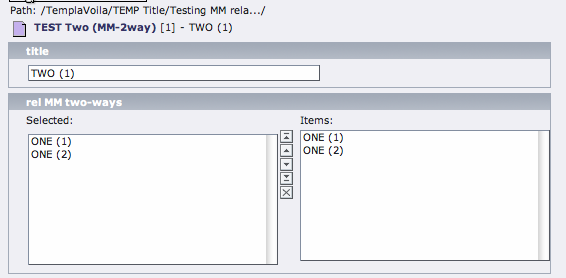 Path: /TemplaVoila/TEMP Title/Testing MM rela.../
TEST Two (MM-2way) [1] - TWO (1)
title
TWO (1)
rel MM two-ways
Selected: Items:
ONE (1) ONE (1)
ONE (2) ONE (2)